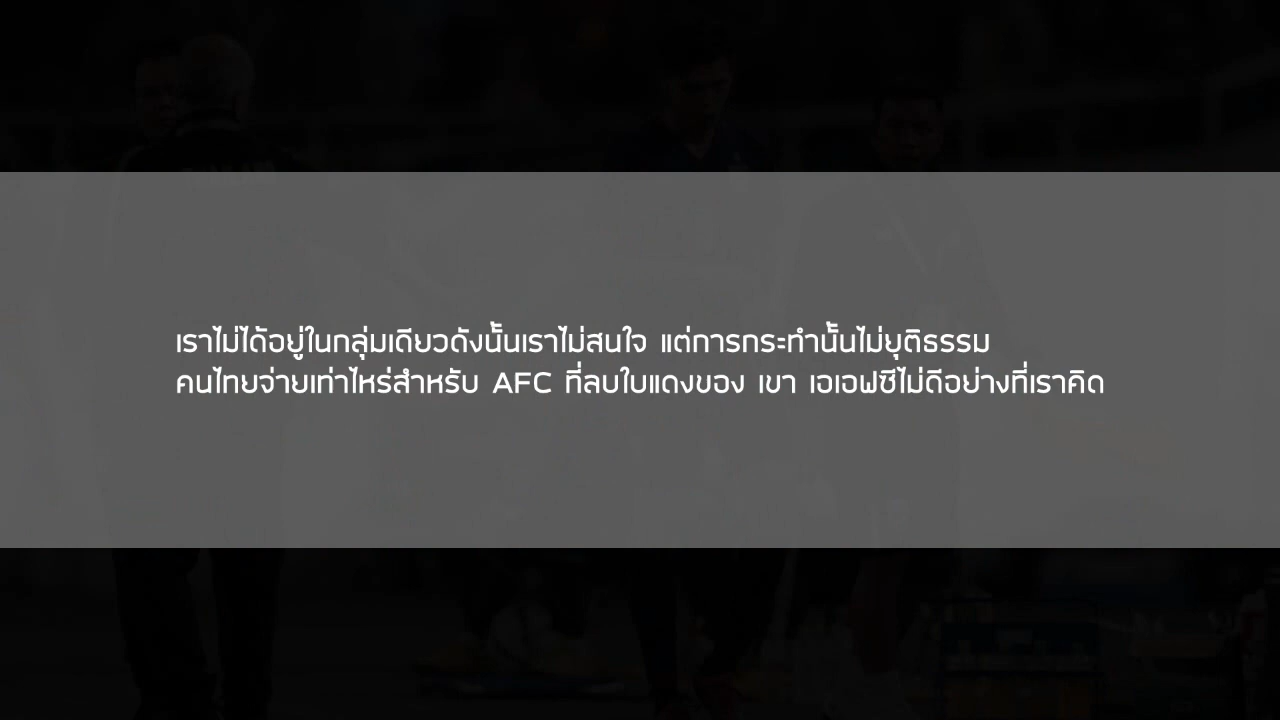 เราไม่ได้อยู่ในกลุ่มเดียวดังนั้นเราไม่สนใจ แต่การกระทำนั้นไม่ยุติธรรม
คนไทยจ่ายเท่าไหร่สำหรับ AFC ที่ลบใบแดงของ เขา เอเอฟซีไม่ดีอย่างที่เราคิด